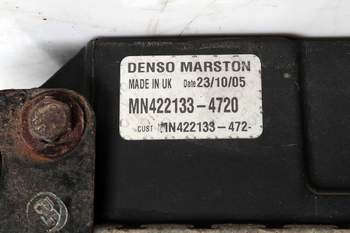 DENSO MARSTON
MADE IN UK Date 23/10/05
MN422133-4720
CUST MN422133-472-